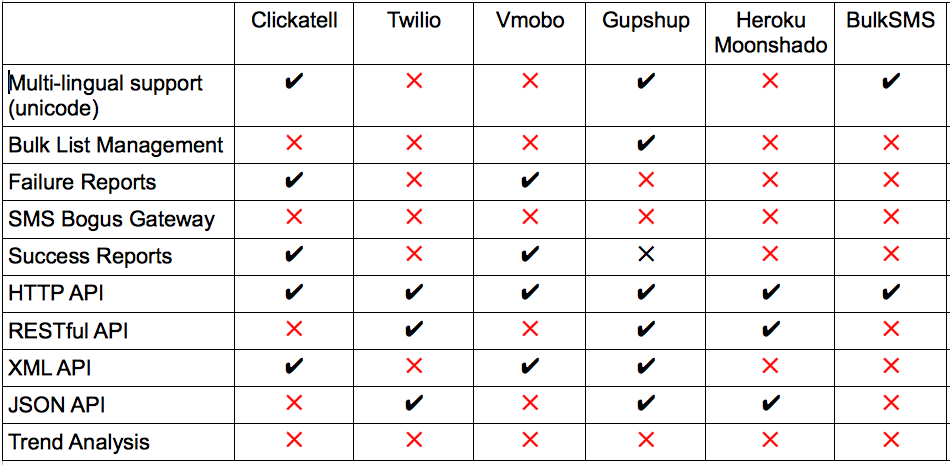 Clickatell Twilio Vmobo Gupshup Heroku Moonshado BulkSMS
Multi-lingual support (unicode) ✔ ✕ ✕ ✔ ✕ ✔
Bulk List Management ✕ ✕ ✕ ✔ ✕ ✕
Failure Reports ✔ ✕ ✔ ✕ ✕ ✕
SMS Bogus Gateway ✕ ✕ ✕ ✕ ✕ ✕
Success Reports ✔ ✕ ✔ ✕ ✕ ✕
HTTP API ✔ ✔ ✔ ✔ ✔ ✔
RESTful API ✕ ✔ ✕ ✔ ✔ ✕
XML API ✔ ✕ ✔ ✔ ✕ ✕
JSON API ✕ ✔ ✕ ✔ ✔ ✕
Trend Analysis ✕ ✕ ✕ ✕ ✕ ✕